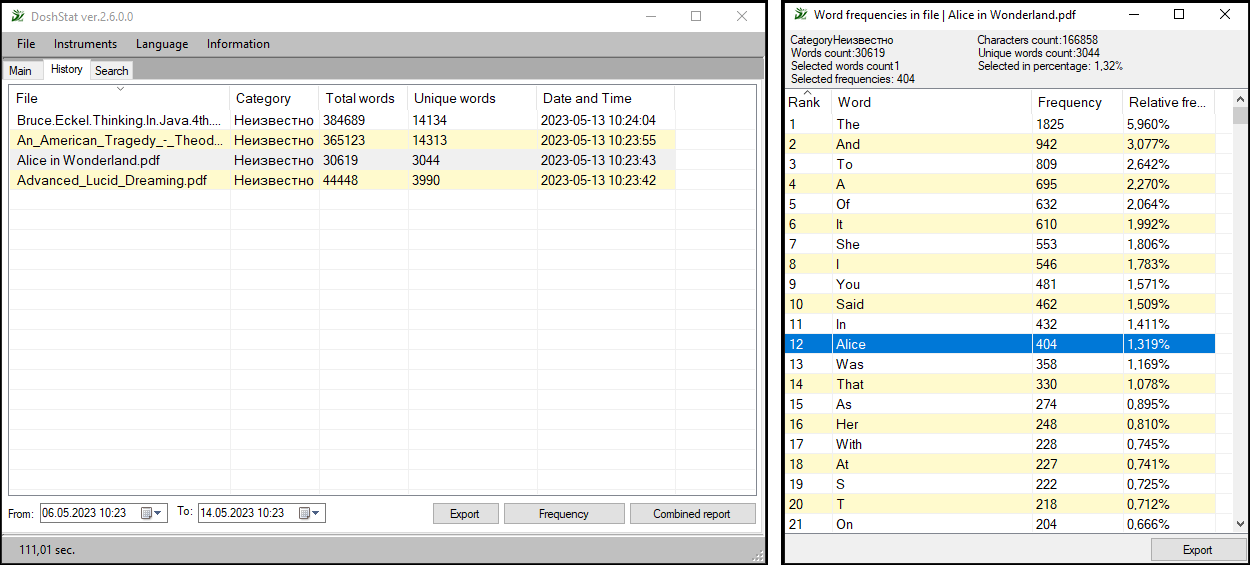 DoshStat ver.2.6.0.0
File Instruments Language Information
Main History Search
File Category Total words Unique words Date and Time
Bruce.Eckel.Thinking.In.Java.4th.... Неизвестно 384689 14134 2023-05-13 10:24:04
An_American_Tragedy_-_Theod... Неизвестно 365123 14313 2023-05-13 10:23:55
Alice in Wonderland.pdf Неизвестно 30619 3044 2023-05-13 10:23:43
Advanced_Lucid_Dreaming.pdf Неизвестно 44448 3990 2023-05-13 10:23:42
From: 06.05.2023 10:23 To: 14.05.2023 10:23 Export Frequency Combined report
111,01 sec.
Word frequencies in file | Alice in Wonderland.pdf
CategoryНеизвестно Characters count:166858
Words count:30619 Unique words count:3044
Selected words count1 Selected in percentage: 1,32%
Selected frequencies: 404
Rank Word Frequency Relative fre...
1 The 1825 5,960%
2 And 942 3,077%
3 To 809 2,642%
4 A 695 2,270%
5 Of 632 2,064%
6 It 610 1,992%
7 She 553 1,806%
8 I 546 1,783%
9 You 481 1,571%
10 Said 462 1,509%
11 In 432 1,411%
12 Alice 404 1,319%
13 Was 358 1,169%
14 That 330 1,078%
15 As 274 0,895%
16 Her 248 0,810%
17 With 228 0,745%
18 At 227 0,741%
19 S 222 0,725%
20 T 218 0,712%
21 On 204 0,666%
Export